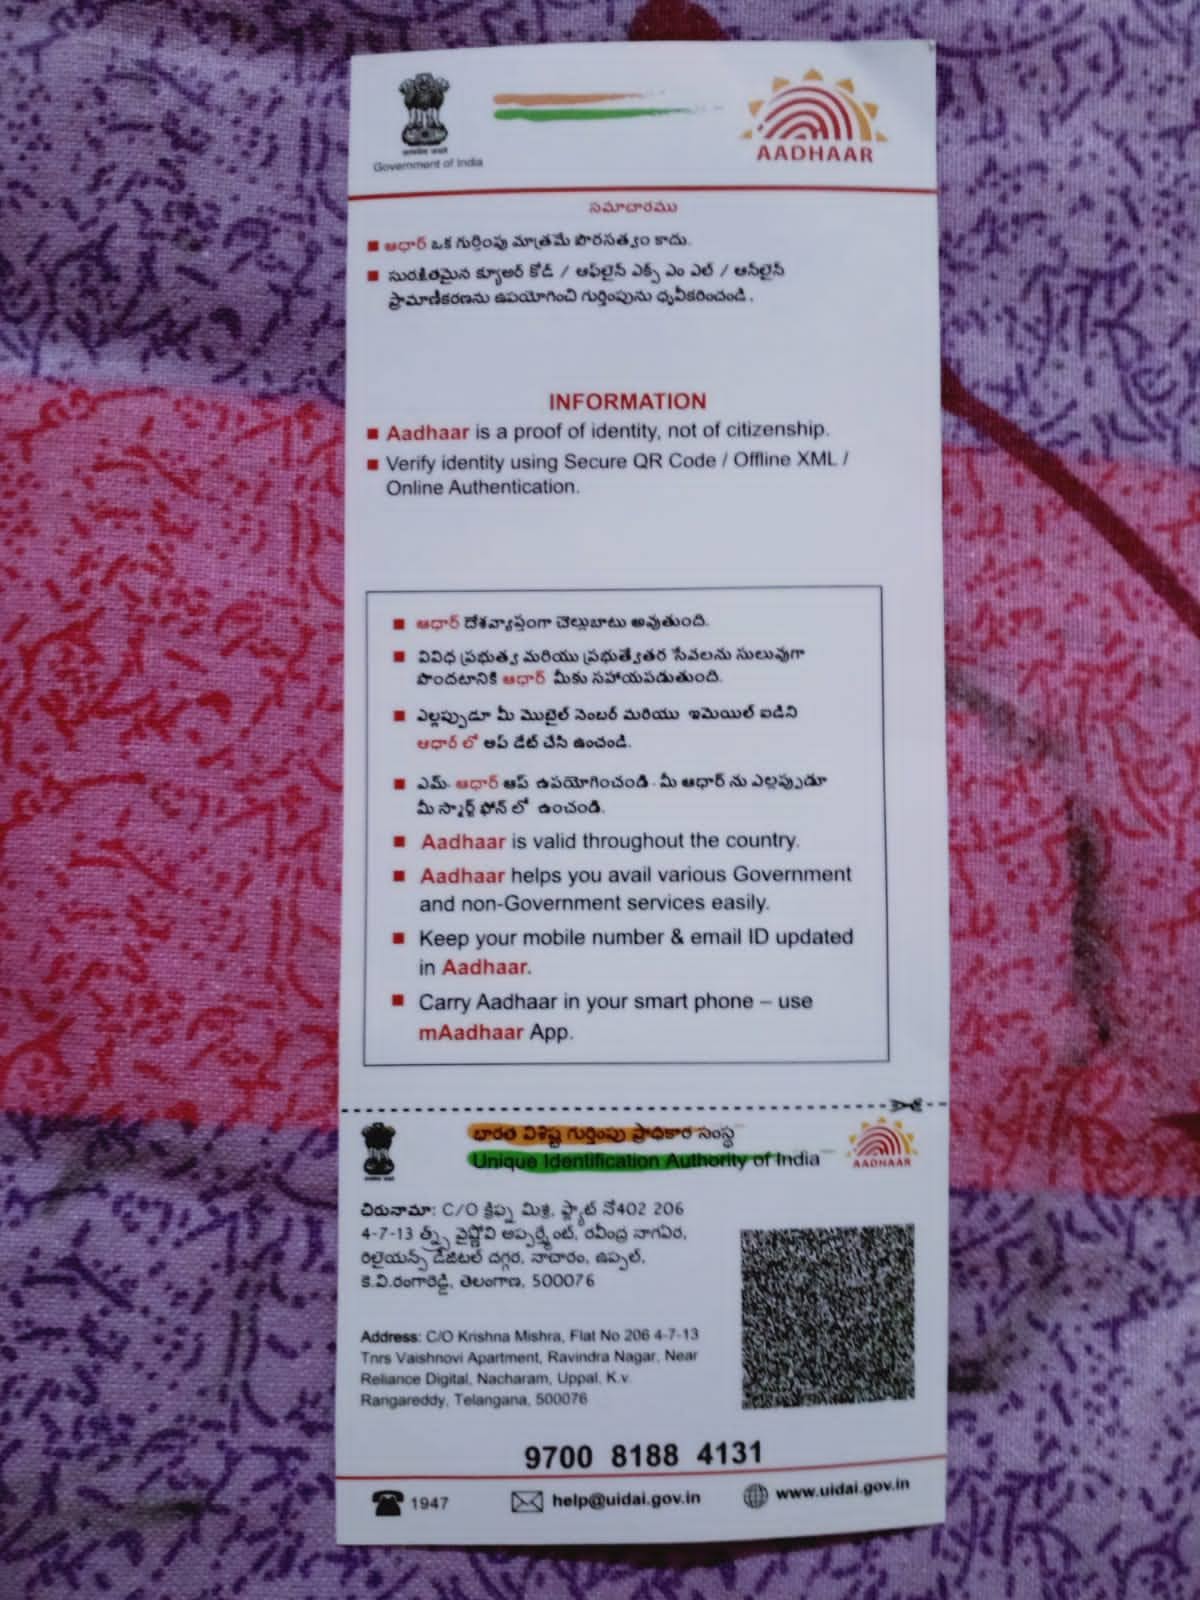 Government of India
AADHAAR
సమాచారము
ఆధార్ ఒక గుర్తింపు మాత్రమే పౌరసత్వం కాదు.
సురక్షితమైన క్యూఆర్ కోడ్ / ఆఫ్‌లైన్ ఎక్స్ ఎం ఎల్ / ఆన్‌లైన్
ప్రామాణీకరణను ఉపయోగించి గుర్తింపును ధృవీకరించండి.
INFORMATION
Aadhaar is a proof of identity, not of citizenship.
Verify identity using Secure QR Code / Offline XML /
Online Authentication.
ఆధార్ దేశవ్యాప్తంగా చెల్లుబాటు అవుతుంది.
వివిధ ప్రభుత్వ మరియు ప్రభుత్వేతర సేవలను సులువుగా
పొందటానికి ఆధార్ మీకు సహాయపడుతుంది.
ఎల్లప్పుడూ మీ మొబైల్ నెంబర్ మరియు ఇమెయిల్ ఐడిని
ఆధార్ లో అప్ డేట్ చేసి ఉంచండి.
ఎమ్- ఆధార్ ఆప్ ఉపయోగించండి - మీ ఆధార్ ను ఎల్లప్పుడూ
మీ స్మార్ట్ ఫోన్ లో ఉంచండి.
Aadhaar is valid throughout the country.
Aadhaar helps you avail various Government
and non-Government services easily.
Keep your mobile number & email ID updated
in Aadhaar.
Carry Aadhaar in your smart phone – use
mAadhaar App.
భారత విశిష్ట గుర్తింపు ప్రాధికార సంస్థ
Unique Identification Authority of India
AADHAAR
చిరునామా: C/O మిశ్ర, ఫ్లాట్ నో402 206
4-7-13 వైష్ణోవి రవీంద్ర నాగఏర,
రిలైయన్స్ డిజిటల్ దగ్గర, నాచారం, ఉప్పల్,
కె.వి.రంగారెడ్డి, తెలంగాణ, 500076
Address: C/O Krishna Mishra, Flat No 206 4-7-13
Tnrs Vaishnovi Apartment, Ravindra Nagar, Near
Reliance Digital, Nacharam, Uppal, K.v.
Rangareddy, Telangana, 500076
9700 8188 4131
1947
help@uidai.gov.in
www.uidai.gov.in